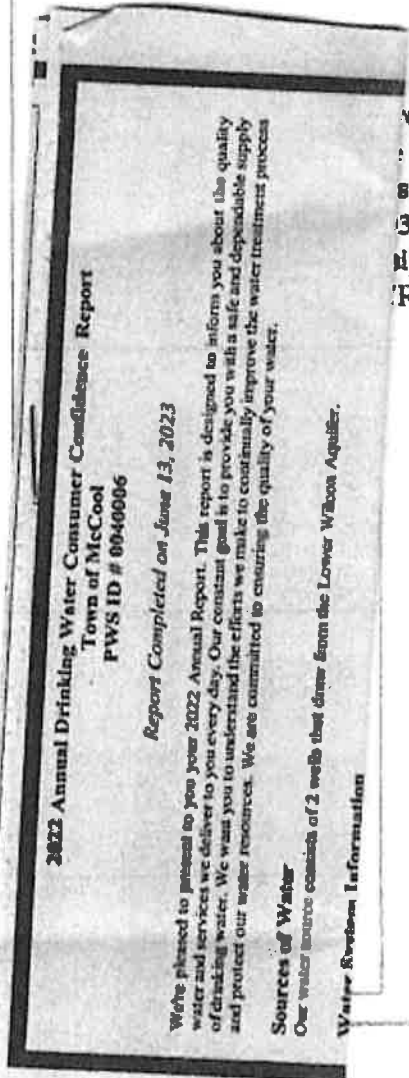 2022 Annual Drinking Water Consumer Confidence Report
Town of McCool
PWS ID # 0040006
Report Completed on June 13, 2023
We're pleased to present to you your 2022 Annual Report. This report is designed to inform you about the quality
water and services we deliver to you every day. Our constant goal is to provide you with a safe and dependable supply
of drinking water. We want you to understand the efforts we make to continually improve the water treatment process
and protect our water resources. We are committed to ensuring the quality of your water.
Sources of Water
Our water source consists of 2 wells that draw from the Lower Wilcox Aquifer.
Water System Information